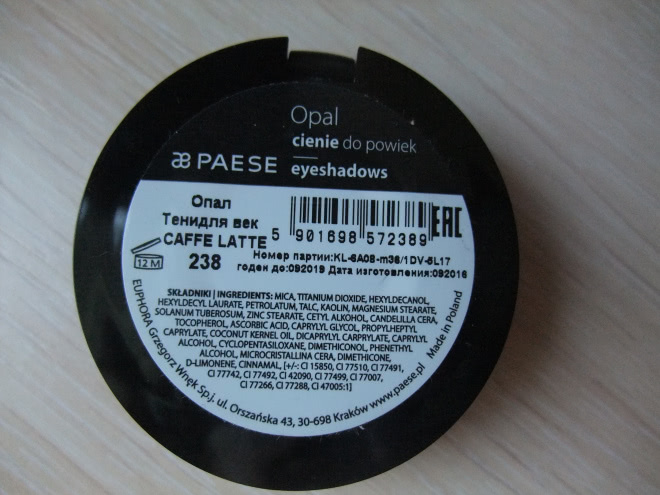 Opal
cienie do powiek
PAESE eyeshadows
Опал
Тенидля век
CAFFE LATTE
238
5 901698 572389
EAC
12 M
Номер партии:KL-6A08-m36/1DV-5L17
годен до:092019 Дата изготовления:092016
SKŁADNIKI | INGREDIENTS: MICA, TITANIUM DIOXIDE, HEXYLDECANOL,
HEXYLDECYL LAURATE, PETROLATUM, TALC, KAOLIN, MAGNESIUM STEARATE,
SOLANUM TUBEROSUM, ZINC STEARATE, CETYL ALKOHOL, CANDELILLA CERA,
TOCOPHEROL, ASCORBIC ACID, CAPRYLYL GLYCOL, PROPYLHEPTYL
CAPRYLATE, COCONUT KERNEL OIL, DICAPRYLYL CARPRYLATE, CAPRYLYL
ALCOHOL, CYCLOPENTASILOXANE, DIMETHICONOL, PHENETHYL
ALCOHOL, MICROCRISTALLINA CERA, DIMETHICONE,
D-LIMONENE, CINNAMAL, [+/-: CI 15850, CI 77510, CI 77491,
CI 77742, CI 77492, CI 42090, CI 77499, CI 77007,
CI 77266, CI 77288, CI 47005:1]
EUPHORA Grzegorz Wnęk Sp.j. ul. Orszańska 43, 30-698 Kraków www.paese.pl Made in Poland